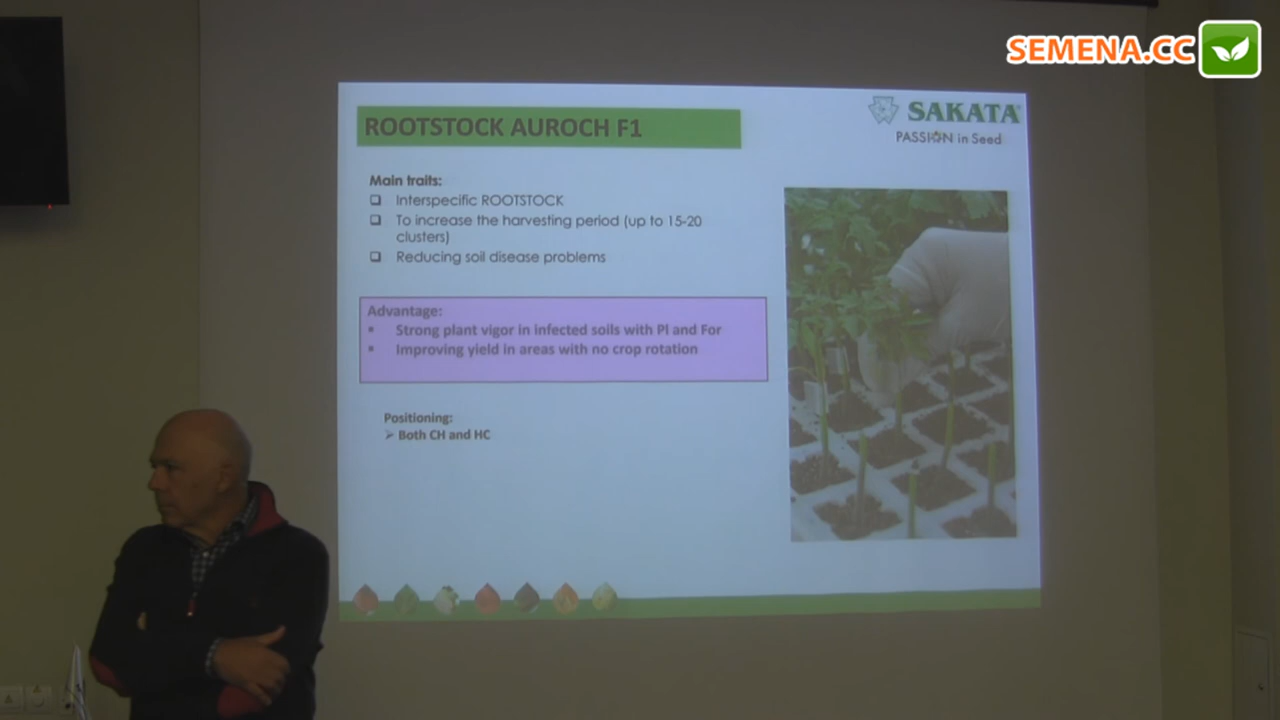 SEMENA.CC
SAKATA
PASSION in Seed
ROOTSTOCK AUROCH F1
Main traits:
Interspecific ROOTSTOCK
To increase the harvesting period (up to 15-20
clusters)
Reducing soil disease problems
Advantage:
Strong plant vigor in infected soils with Pl and For
Improving yield in areas with no crop rotation
Positioning:
Both CH and HC